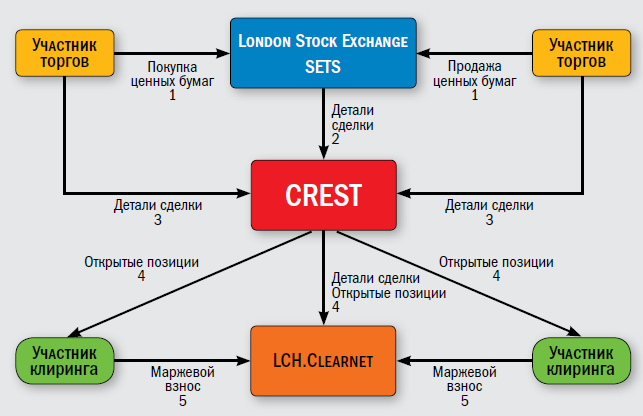 Участник
торгов
London Stock Exchange
SETS
Участник
торгов
Покупка
ценных бумаг
1
Продажа
ценных бумаг
1
Детали
сделки
2
CREST
Детали сделки
3
Детали сделки
3
Открытые позиции
4
Детали сделки
Открытые позиции
4
Открытые позиции
4
Участник
клиринга
LCH.Clearnet
Участник
клиринга
Маржевой
взнос
5
Маржевой
взнос
5